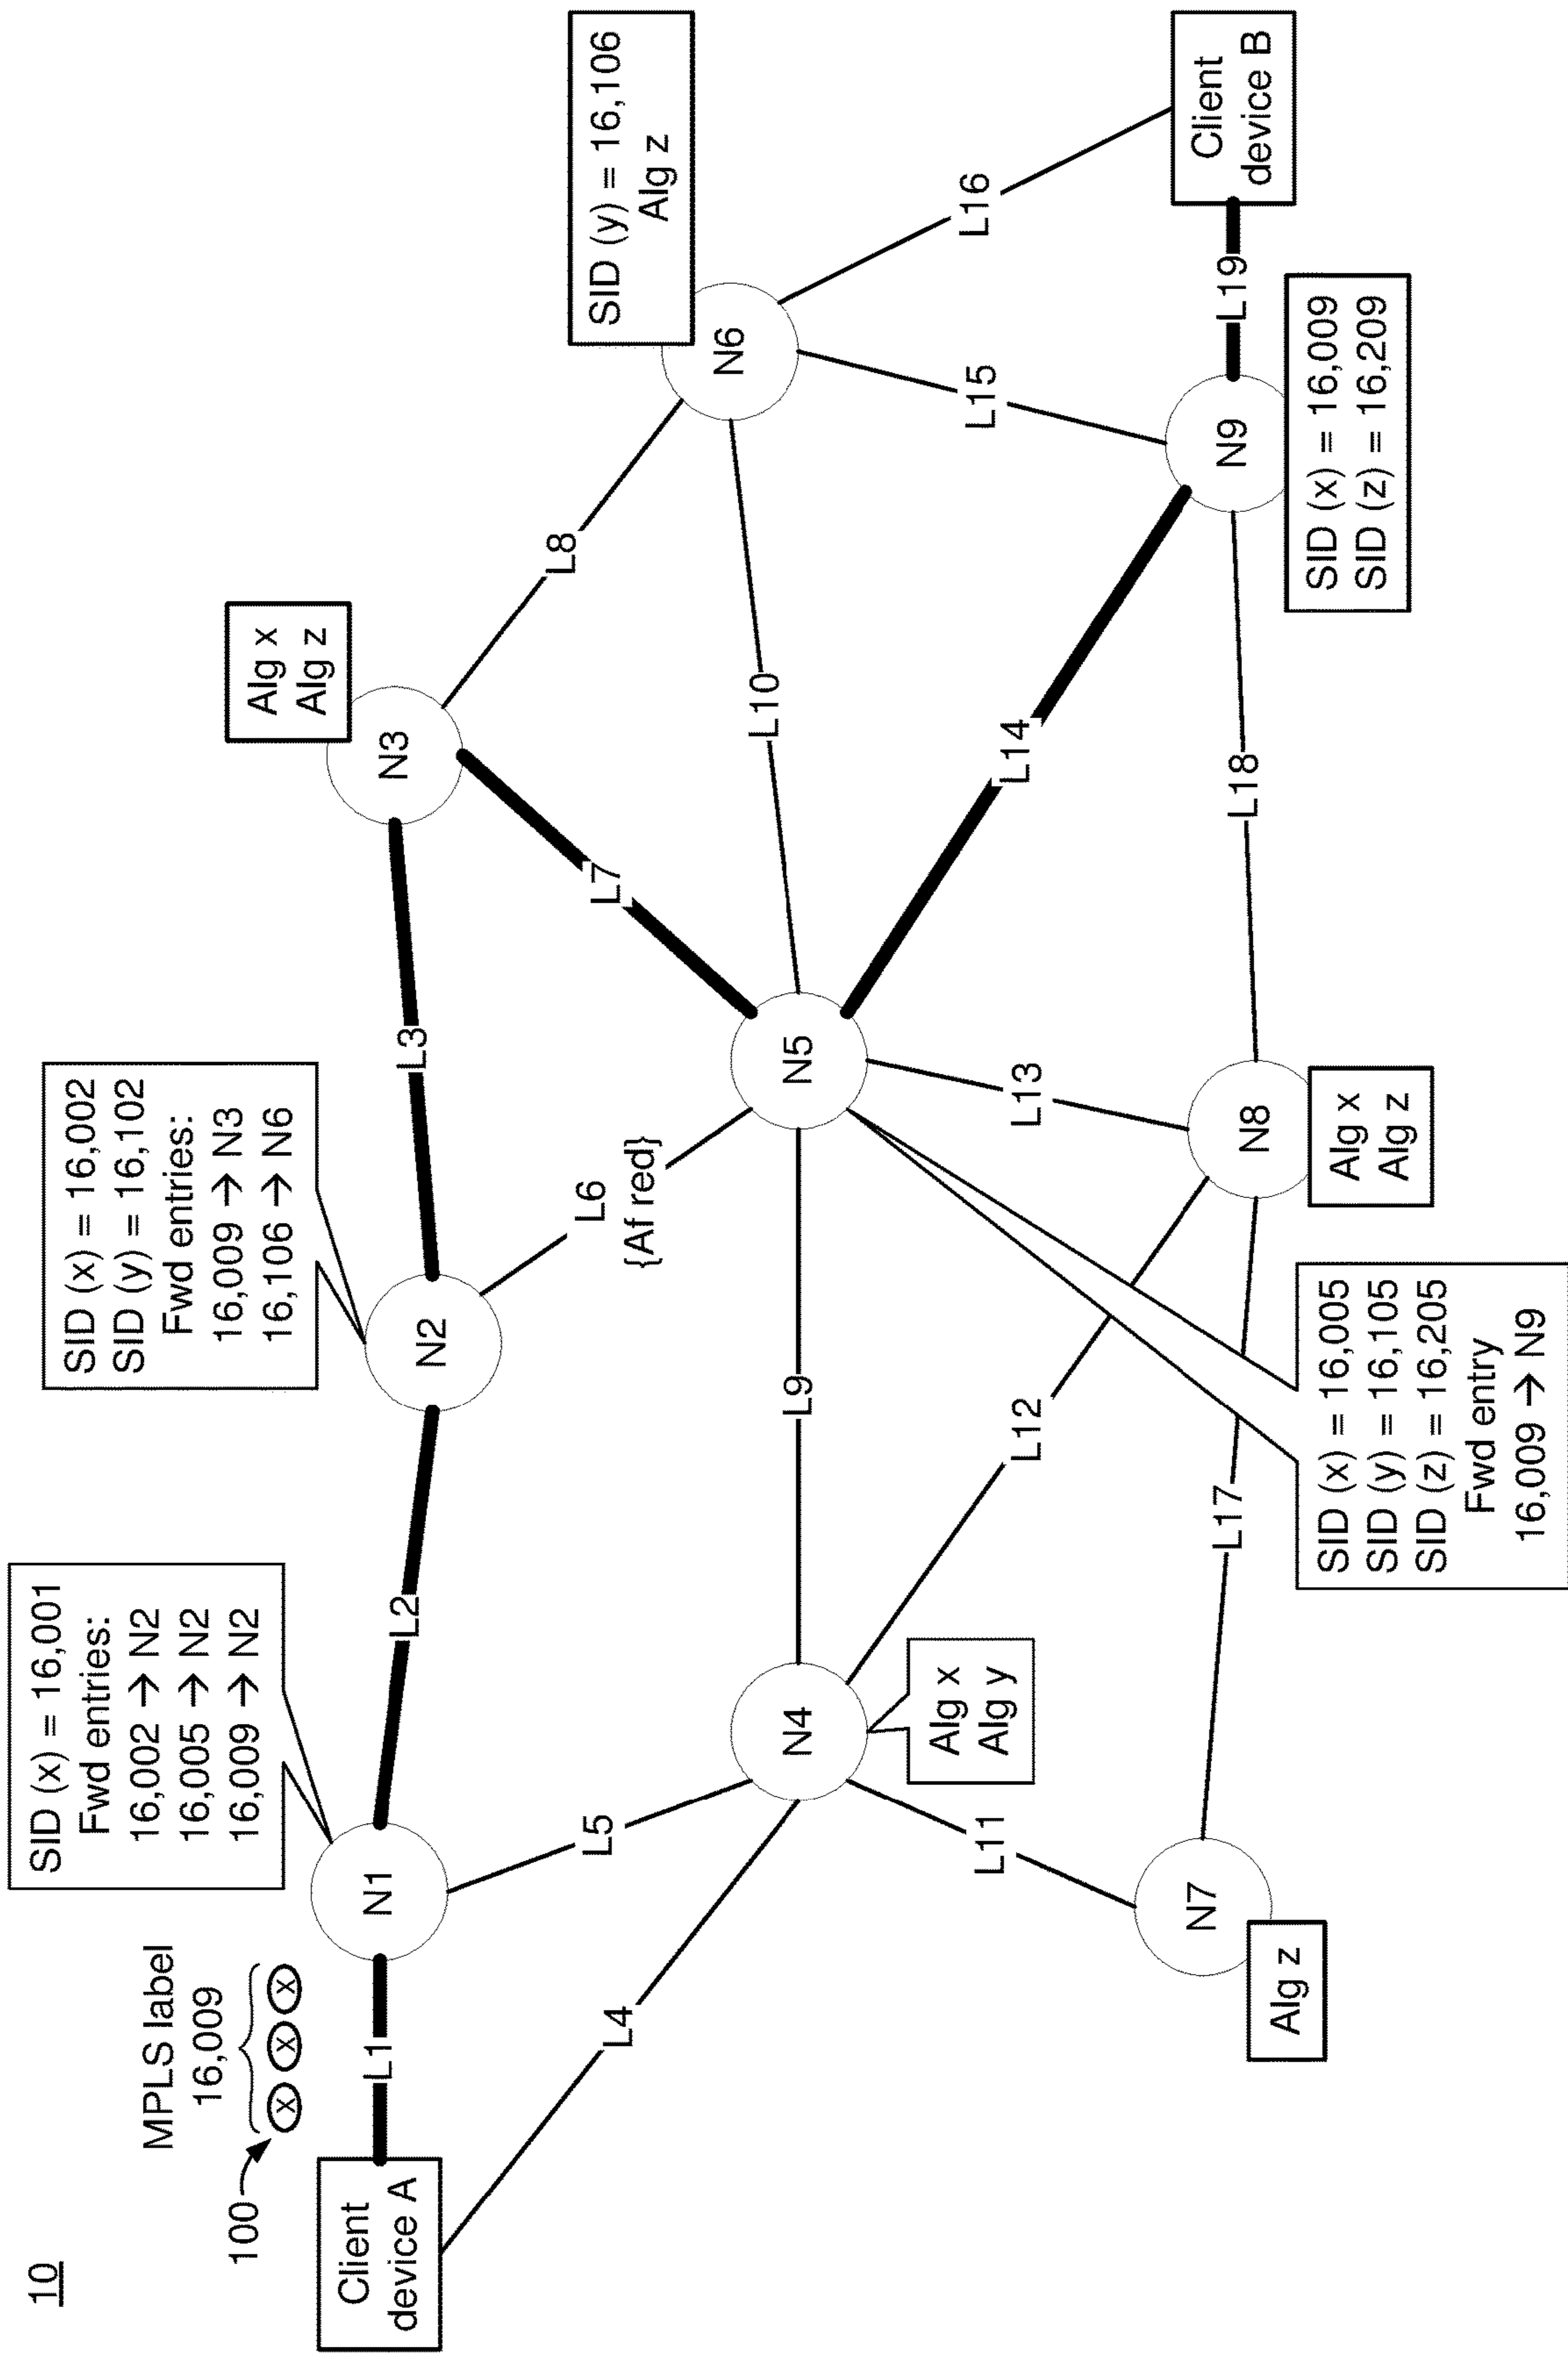 10
100
MPLS label
16,009
x x x
Client
device A
L1
L4
N1
SID (x) = 16,001
Fwd entries:
16,002 → N2
16,005 → N2
16,009 → N2
L2
L5
N2
SID (x) = 16,002
SID (y) = 16,102
Fwd entries:
16,009 → N3
16,106 → N6
L3
L6
{Af red}
N3
Alg x
Alg z
L7
L8
N4
Alg x
Alg y
L9
L11
L12
N5
SID (x) = 16,005
SID (y) = 16,105
SID (z) = 16,205
Fwd entry
16,009 → N9
L10
L13
L14
N6
SID (y) = 16,106
Alg z
L15
L16
N7
Alg z
L17
N8
Alg x
Alg z
L18
N9
SID (x) = 16,009
SID (z) = 16,209
L19
Client
device B